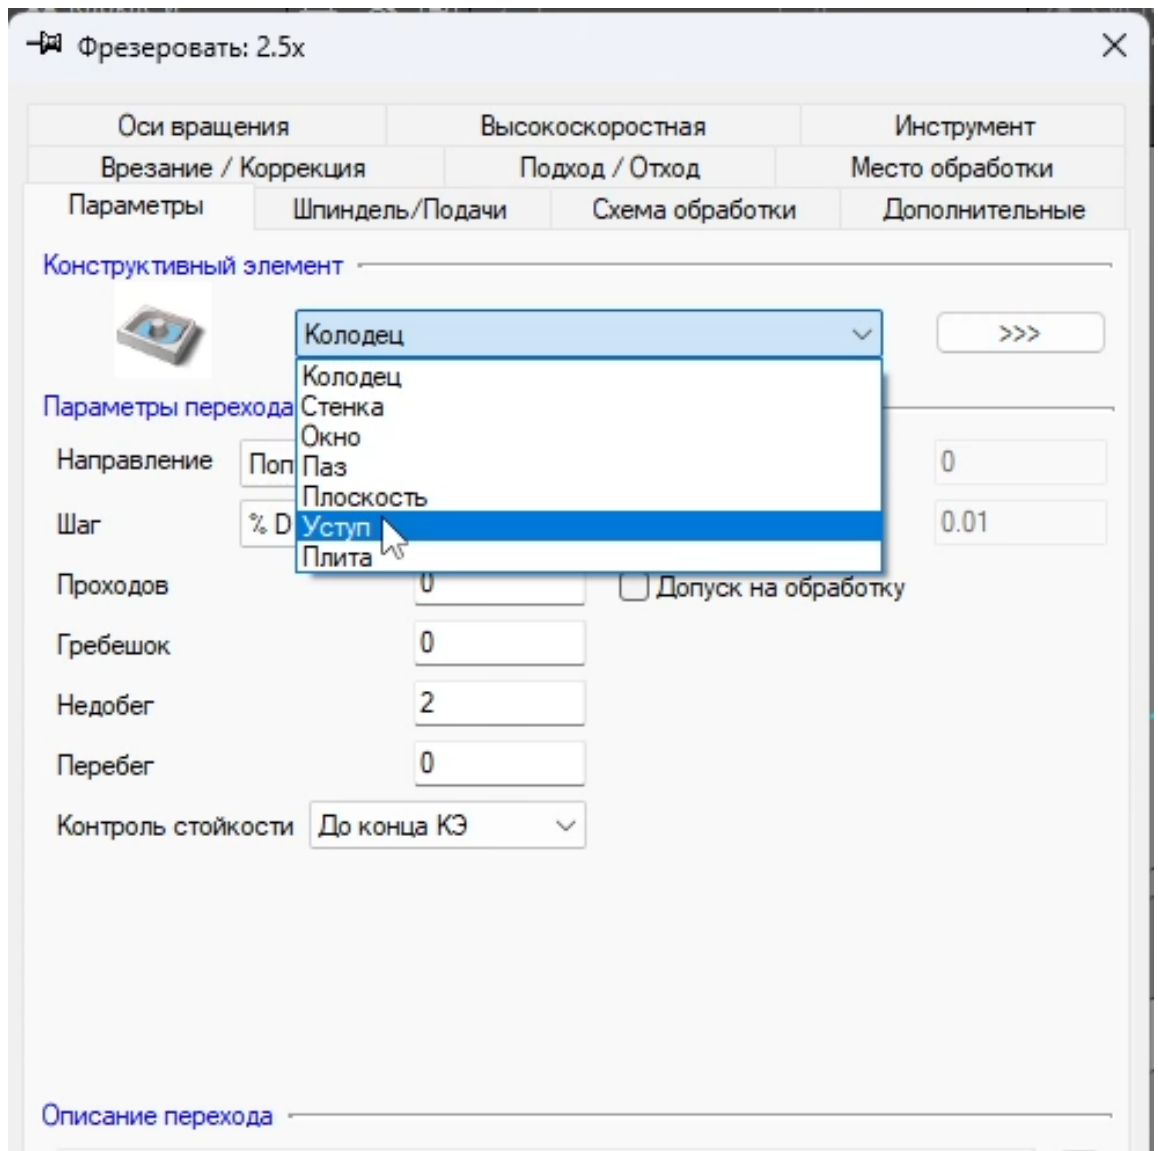 Фрезеровать: 2.5x
Оси вращения Высокоскоростная Инструмент
Врезание / Коррекция Подход / Отход Место обработки
Параметры Шпиндель/Подачи Схема обработки Дополнительные
Конструктивный элемент
Колодец >>>
Колодец
Параметры перехода Стенка
Окно
Направление Поп Паз 0
Плоскость
Шаг % D Уступ 0.01
Плита
Проходов 0 Допуск на обработку
Гребешок 0
Недобег 2
Перебег 0
Контроль стойкости До конца КЭ
Описание перехода